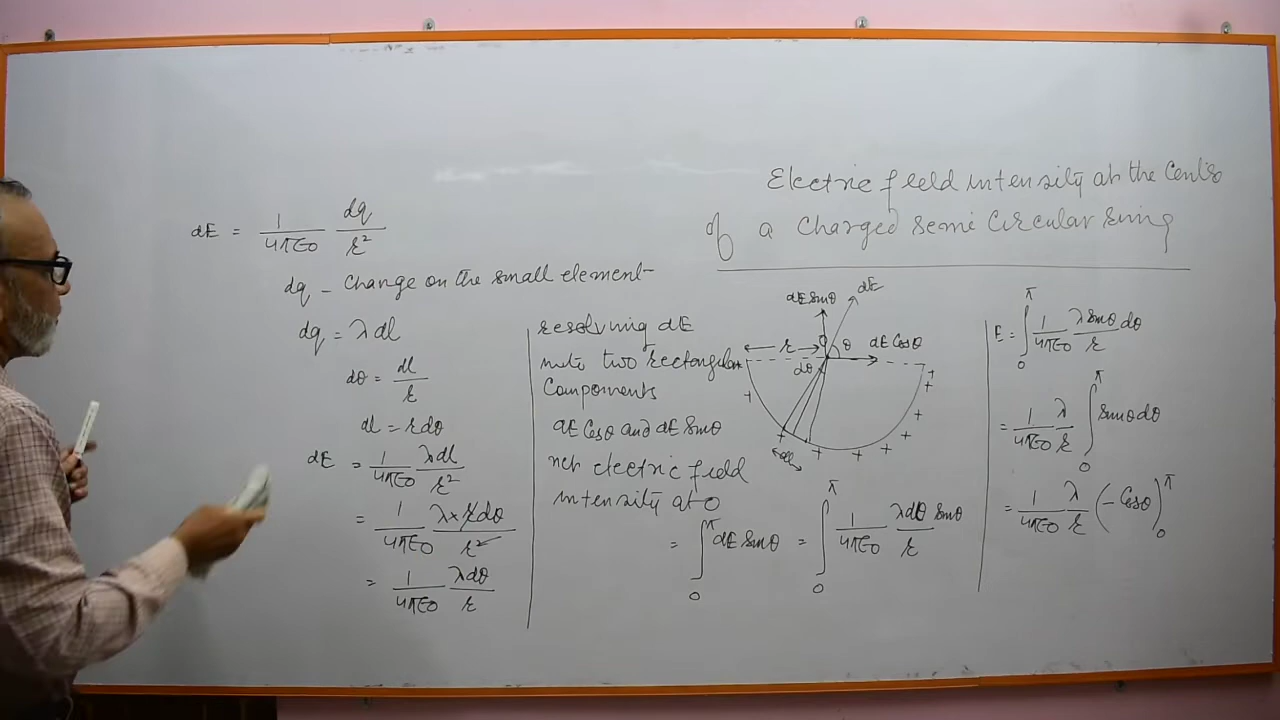 Electric field intensity at the Centre
of a Charged semi Circular ring
dE = 1/4πε0 dq/r²
dq - Charge on the small element
dq = λ dl
dθ = dl/r
dl = r dθ
dE = 1/4πε0 λdl/r²
= 1/4πε0 λ×r dθ/r²
= 1/4πε0 λdθ/r
resolving dE
into two rectangular
Components
dE Cosθ and dE Sinθ
net electric field
intensity at O
= ∫₀^π dE Sinθ = ∫₀^π 1/4πε0 λdθ/r Sinθ
dE Sinθ
dE
r
O
θ
dE Cosθ
dθ
dl
+ + + + + + + + +
E = ∫₀^π 1/4πε0 λ Sinθ/r dθ
= 1/4πε0 λ/r ∫₀^π Sinθ dθ
= 1/4πε0 λ/r (- Cosθ)₀^π